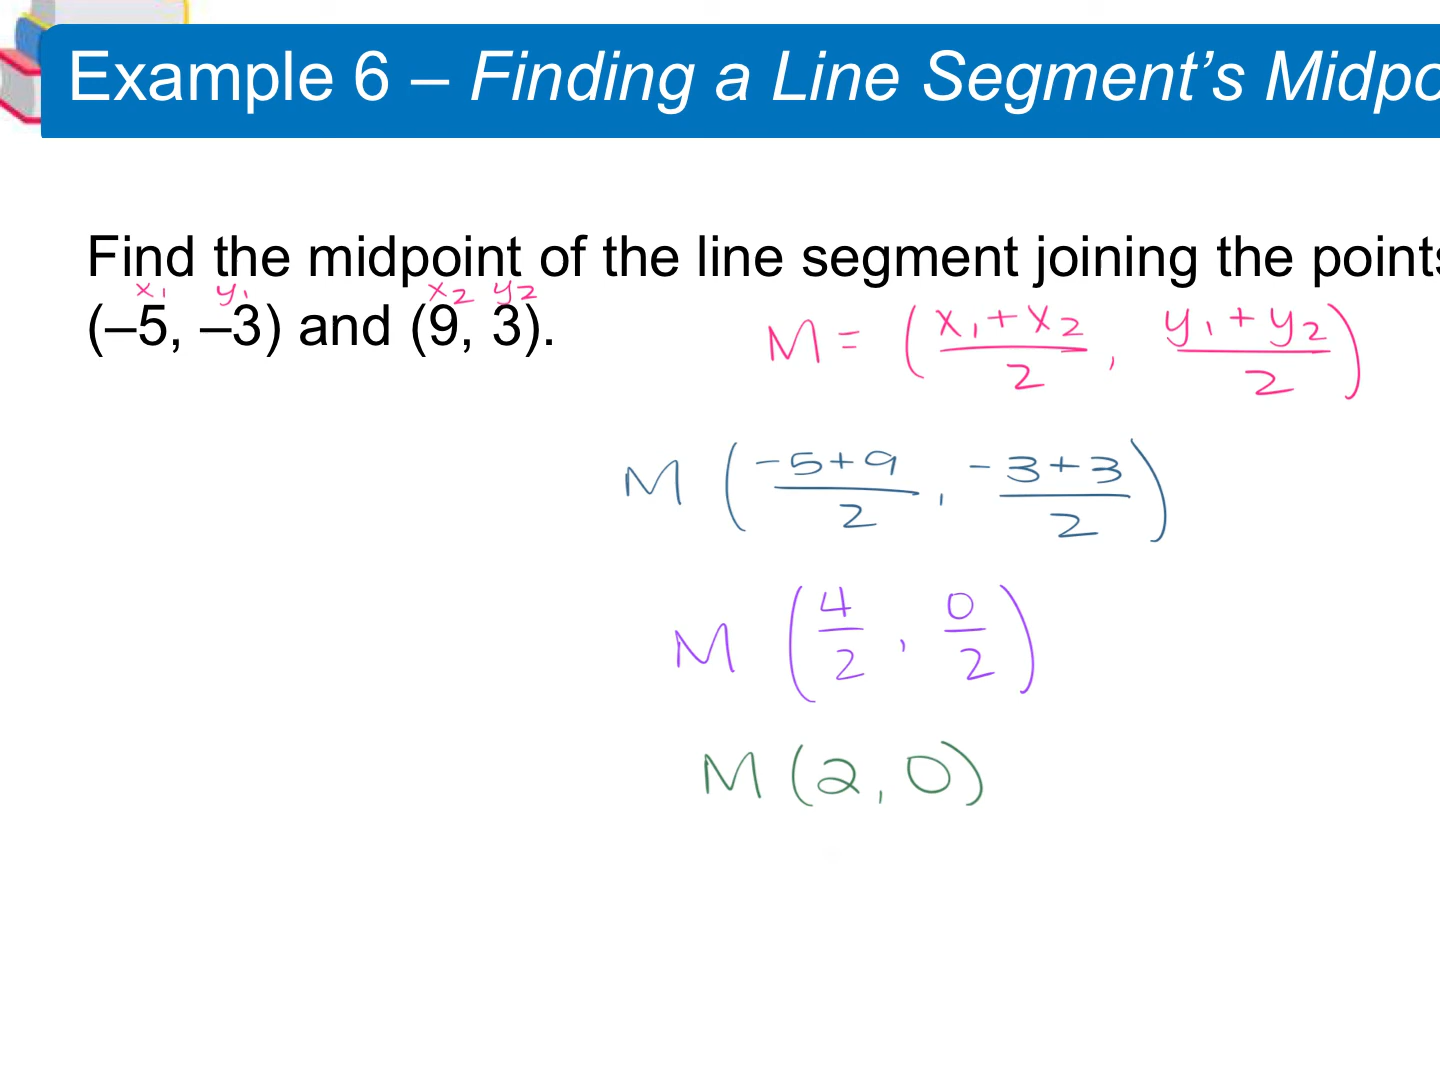 Example 6 – Finding a Line Segment’s Midpo
Find the midpoint of the line segment joining the points
x₁ y₁ x₂ y₂
(–5, –3) and (9, 3).
M = (x₁+x₂/2, y₁+y₂/2)
M (-5+9/2, -3+3/2)
M (4/2, 0/2)
M (2, 0)